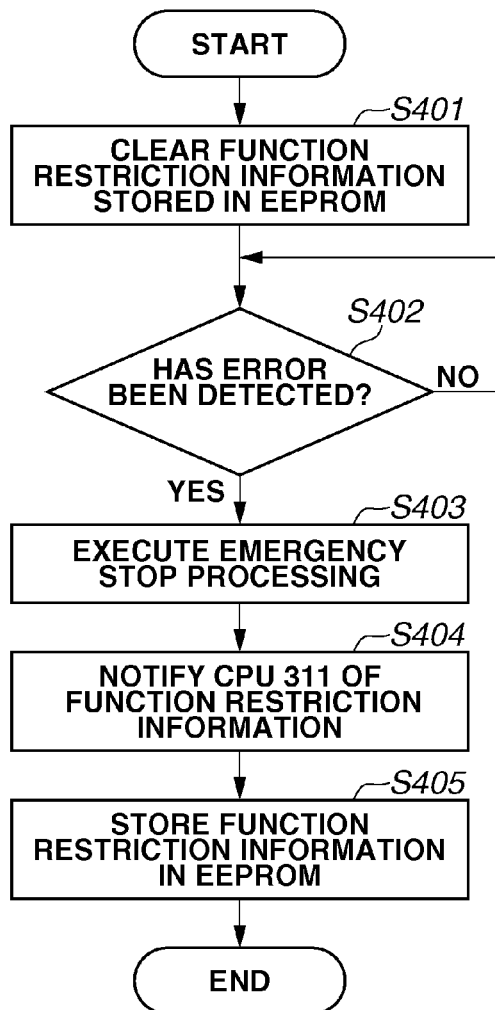 START
S401
CLEAR FUNCTION
RESTRICTION INFORMATION
STORED IN EEPROM
S402
HAS ERROR
BEEN DETECTED?
NO
YES
S403
EXECUTE EMERGENCY
STOP PROCESSING
S404
NOTIFY CPU 311 OF
FUNCTION RESTRICTION
INFORMATION
S405
STORE FUNCTION
RESTRICTION INFORMATION
IN EEPROM
END